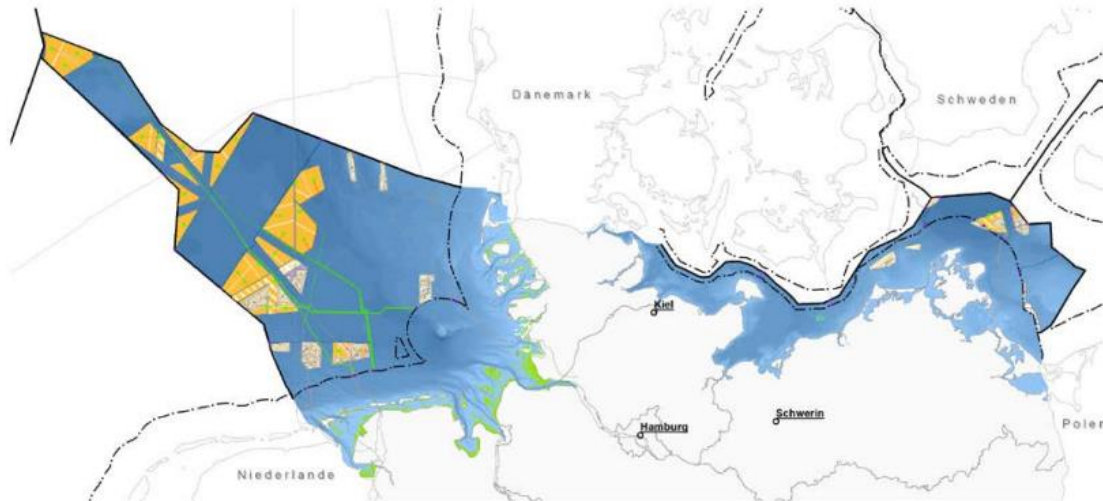 Dänemark
Schweden
Kiel
Schwerin
Hamburg
Polen
Niederlande